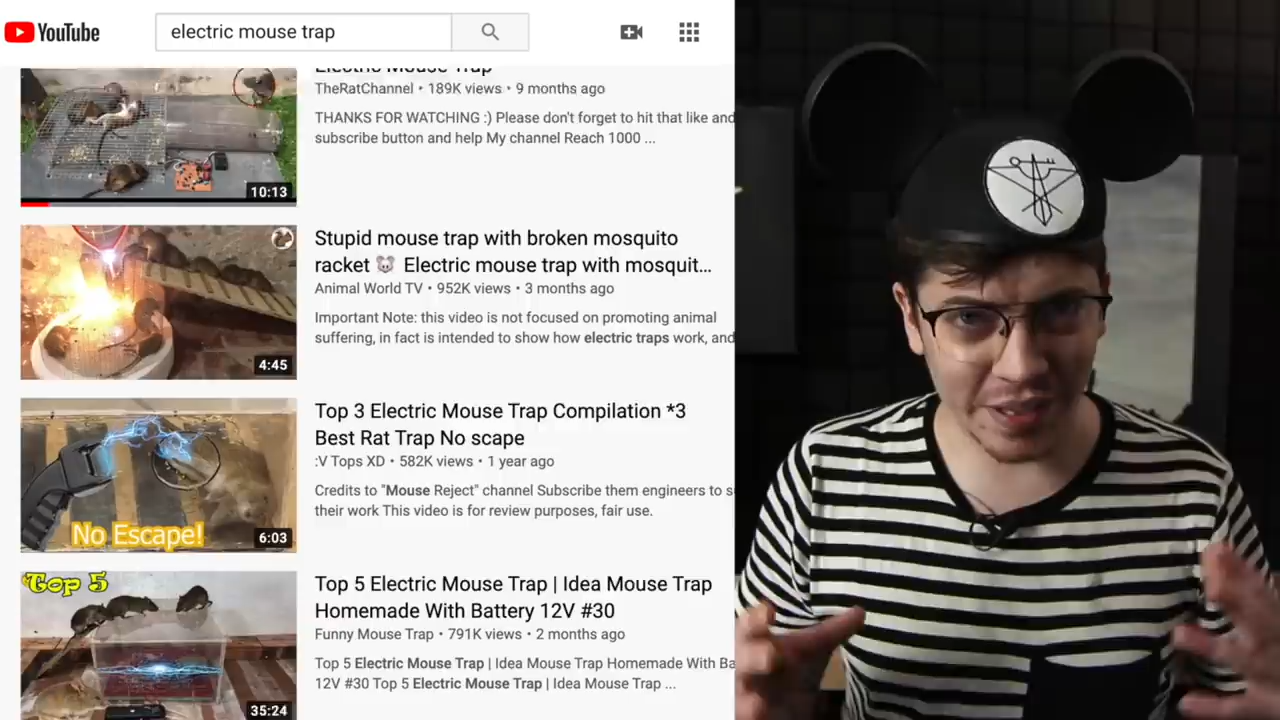 YouTube
electric mouse trap
Electric Mouse Trap
TheRatChannel • 189K views • 9 months ago
THANKS FOR WATCHING :) Please don't forget to hit that like and
subscribe button and help My channel Reach 1000 ...
10:13
Stupid mouse trap with broken mosquito
racket 🐭 Electric mouse trap with mosquit...
Animal World TV • 952K views • 3 months ago
Important Note: this video is not focused on promoting animal
suffering, in fact is intended to show how electric traps work, and
4:45
Top 3 Electric Mouse Trap Compilation *3
Best Rat Trap No scape
:V Tops XD • 582K views • 1 year ago
Credits to "Mouse Reject" channel Subscribe them engineers to s
their work This video is for review purposes, fair use.
No Escape!
6:03
Top 5
Top 5 Electric Mouse Trap | Idea Mouse Trap
Homemade With Battery 12V #30
Funny Mouse Trap • 791K views • 2 months ago
Top 5 Electric Mouse Trap | Idea Mouse Trap Homemade With Ba
12V #30 Top 5 Electric Mouse Trap | Idea Mouse Trap ...
35:24